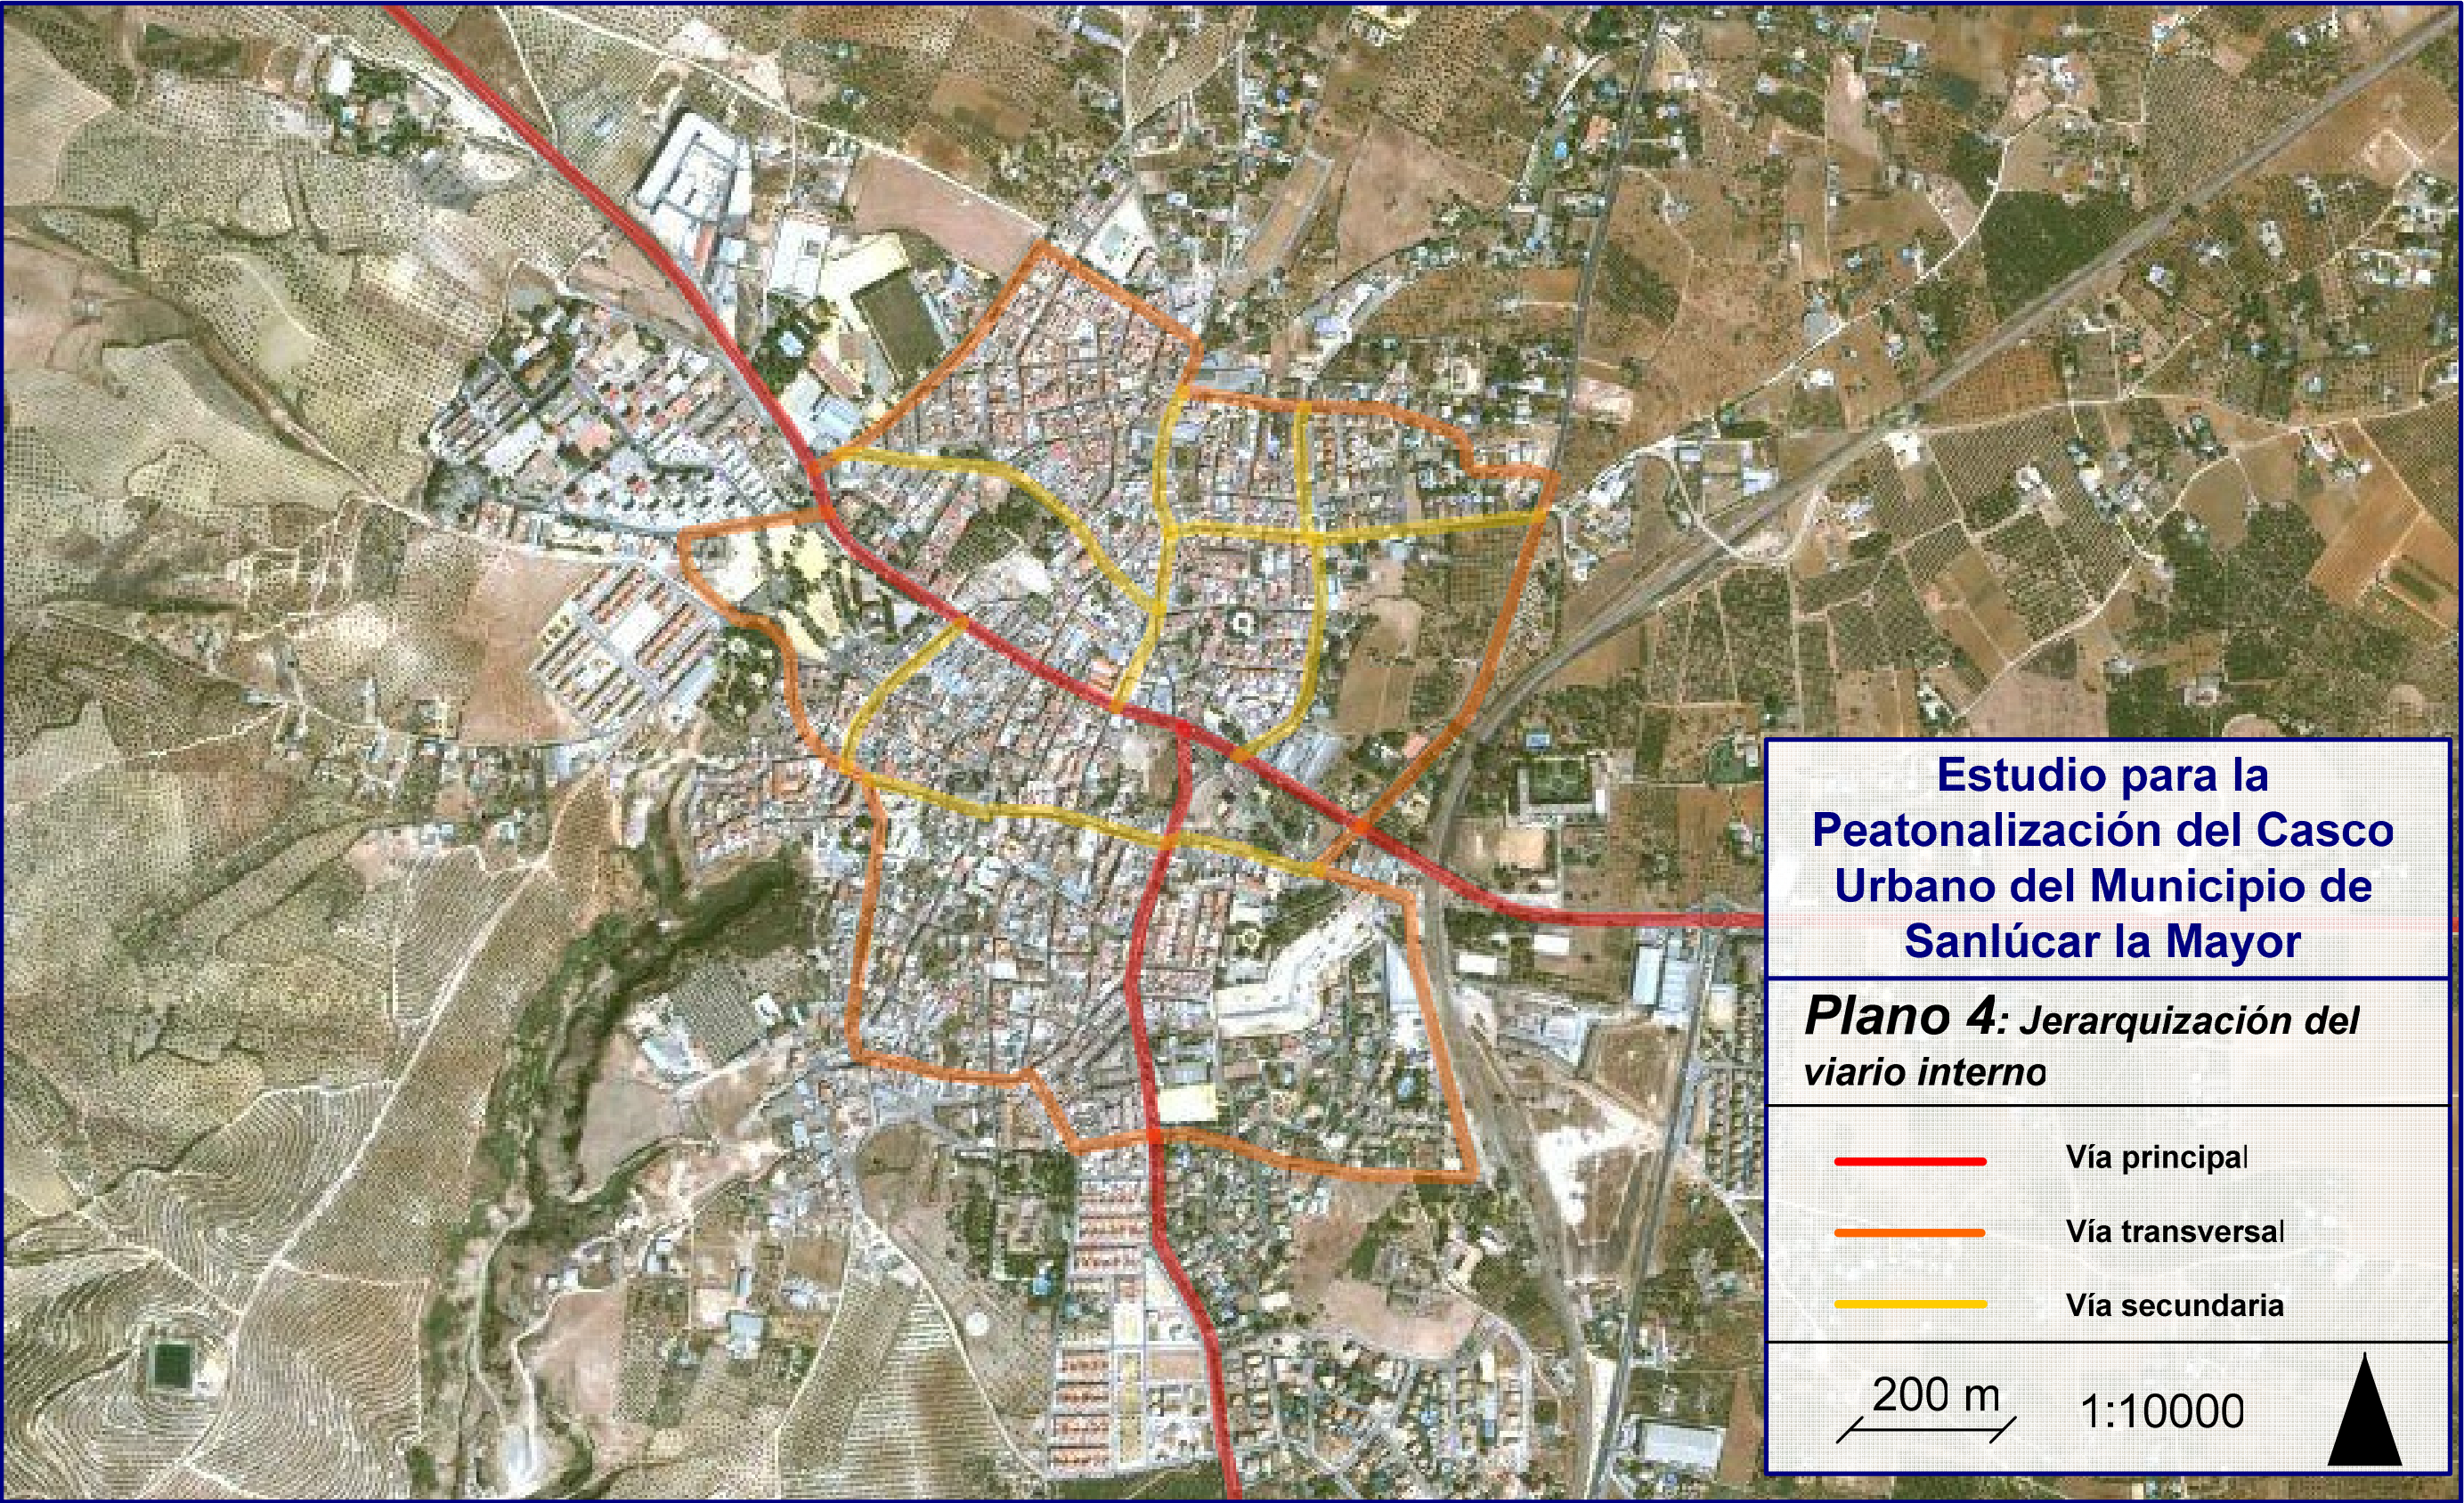 Estudio para la
Peatonalización del Casco
Urbano del Municipio de
Sanlúcar la Mayor
Plano 4: Jerarquización del
viario interno
Vía principal
Vía transversal
Vía secundaria
200 m 1:10000